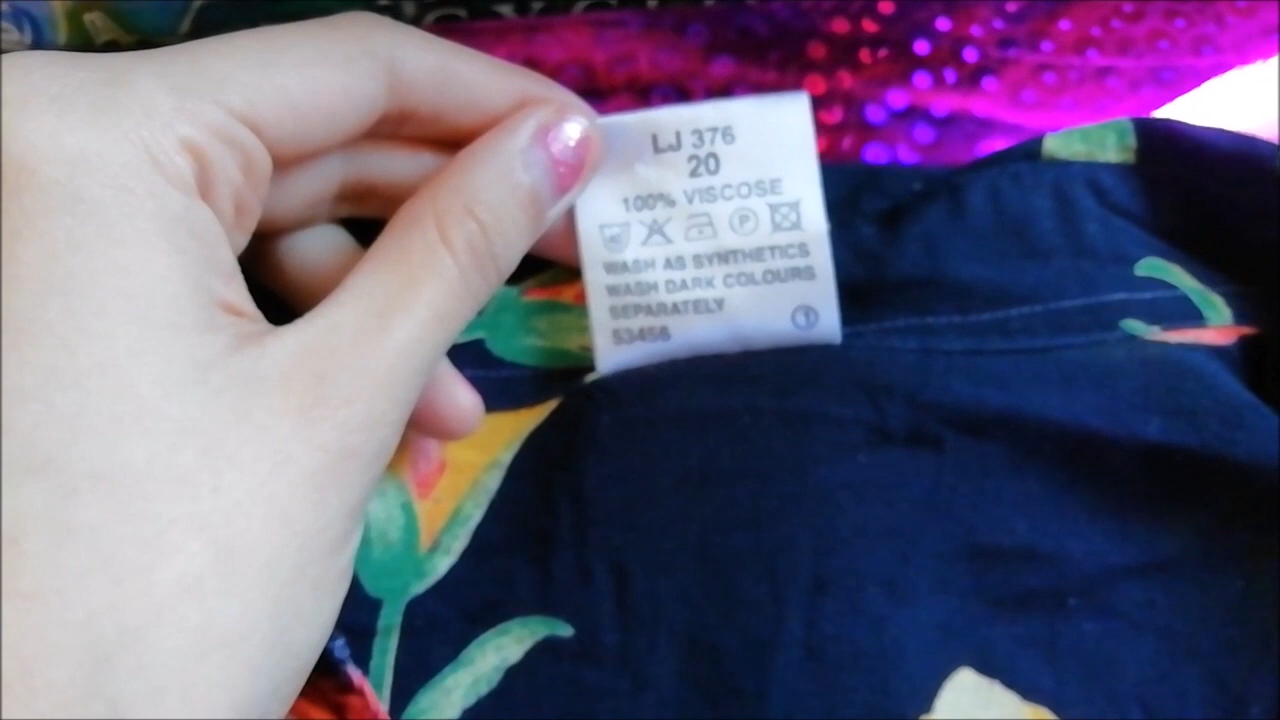 LJ 376
20
100% VISCOSE
P
WASH AS SYNTHETICS
WASH DARK COLOURS
SEPARATELY
53456